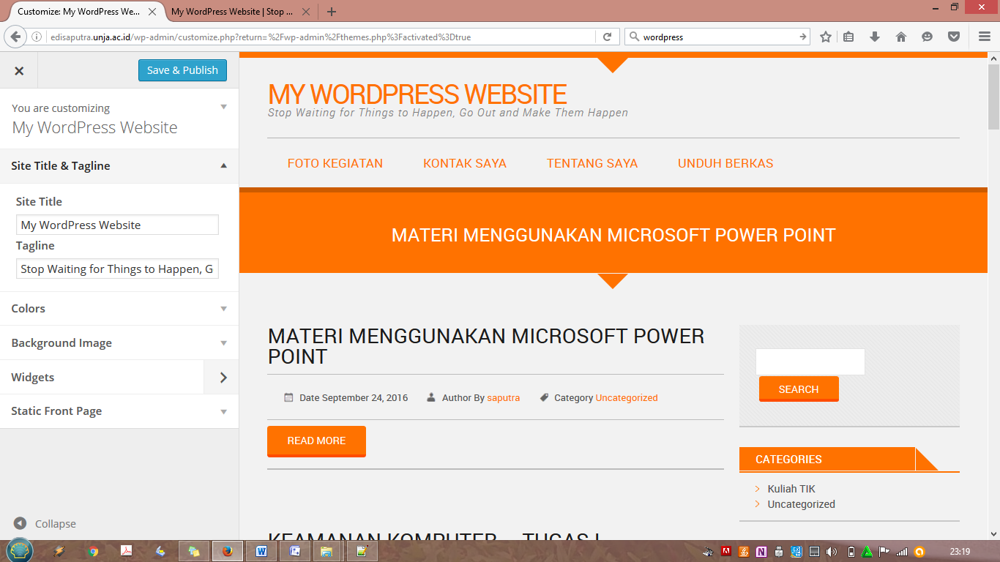 Customize: My WordPress We...
My WordPress Website | Stop ...
edisaputra.unja.ac.id/wp-admin/customize.php?return=%2Fwp-admin%2Fthemes.php%3Factivated%3Dtrue
wordpress
Save & Publish
You are customizing
My WordPress Website
Site Title & Tagline
Site Title
My WordPress Website
Tagline
Stop Waiting for Things to Happen, G
Colors
Background Image
Widgets
Static Front Page
Collapse
MY WORDPRESS WEBSITE
Stop Waiting for Things to Happen, Go Out and Make Them Happen
FOTO KEGIATAN KONTAK SAYA TENTANG SAYA UNDUH BERKAS
MATERI MENGGUNAKAN MICROSOFT POWER POINT
MATERI MENGGUNAKAN MICROSOFT POWER
POINT
Date September 24, 2016 Author By saputra Category Uncategorized
READ MORE
KEAMANAN KOMPUTER
SEARCH
CATEGORIES
Kuliah TIK
Uncategorized
23:19